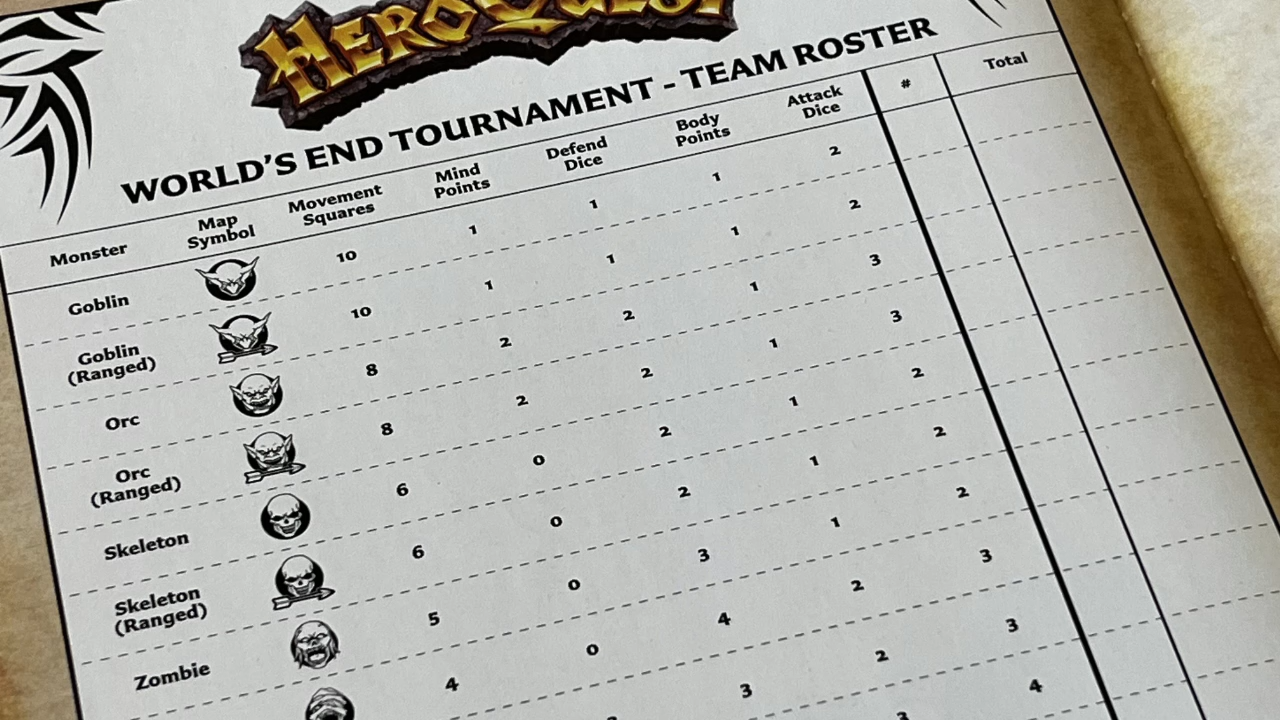 HEROQUEST
WORLD'S END TOURNAMENT - TEAM ROSTER
Monster Map Symbol Movement Squares Mind Points Defend Dice Body Points Attack Dice # Total
Goblin 10 1 1 1 2
Goblin (Ranged) 10 1 1 1 2
Orc 8 2 2 1 3
Orc (Ranged) 8 2 2 1 3
Skeleton 6 0 2 1 2
Skeleton (Ranged) 6 0 2 1 2
Zombie 5 0 3 1 2
4 0 4 2 3
3 2 3
4